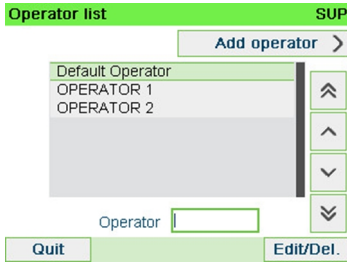 Operator list SUP
Add operator
Default Operator
OPERATOR 1
OPERATOR 2
Operator
Quit Edit/Del.